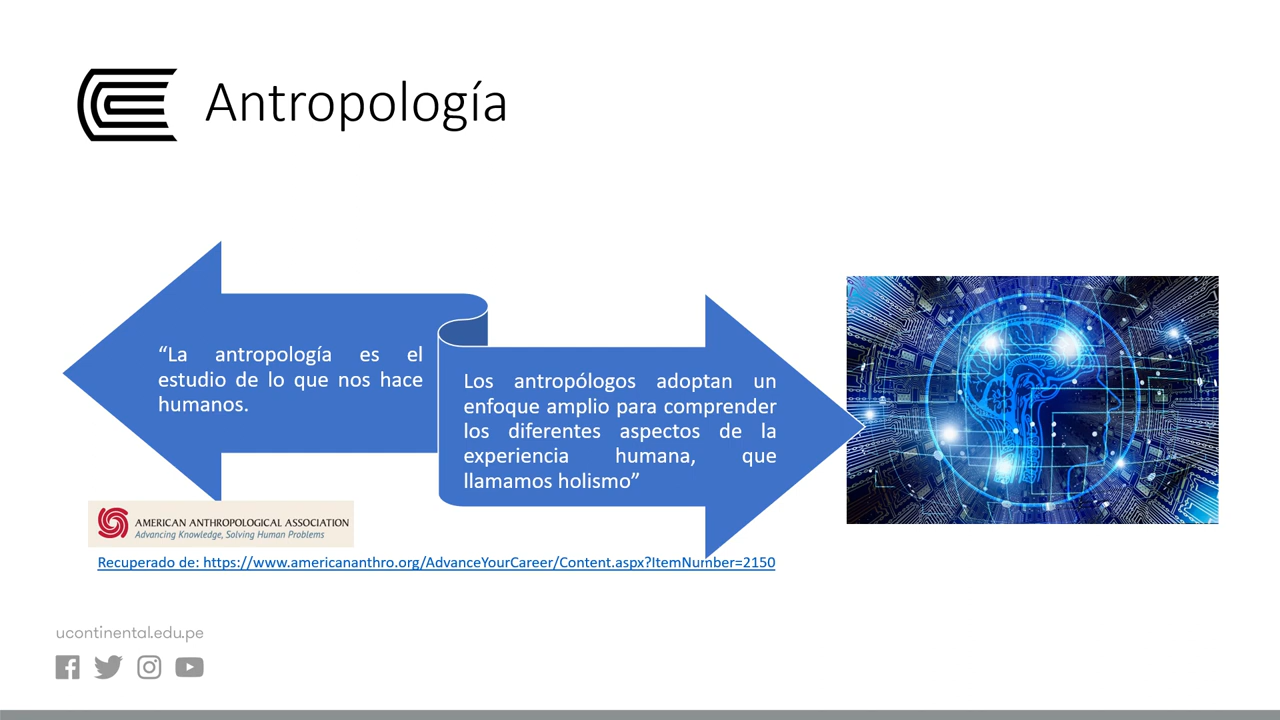 Antropología
“La antropología es el
estudio de lo que nos hace
humanos.
Los antropólogos adoptan un
enfoque amplio para comprender
los diferentes aspectos de la
experiencia humana, que
llamamos holismo”
AMERICAN ANTHROPOLOGICAL ASSOCIATION
Advancing Knowledge, Solving Human Problems
Recuperado de: https://www.americananthro.org/AdvanceYourCareer/Content.aspx?ItemNumber=2150
ucontinental.edu.pe